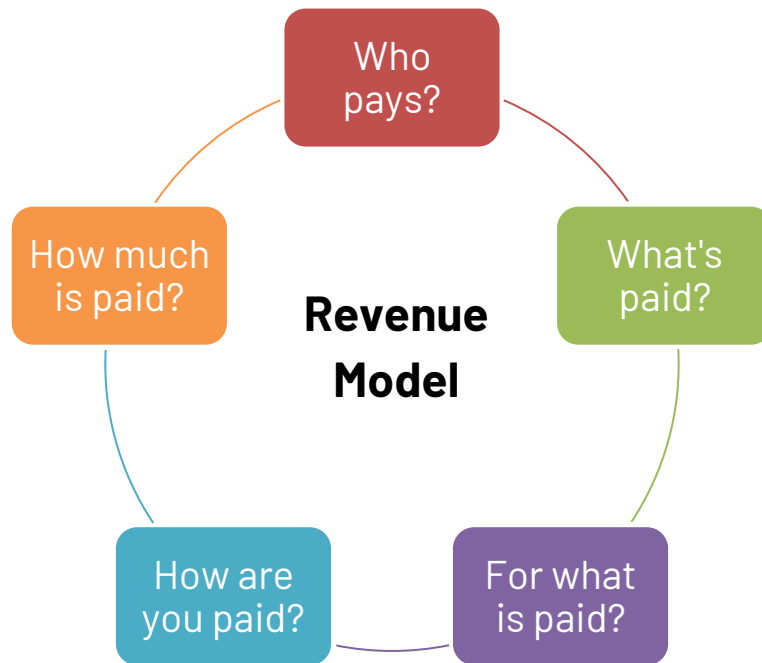 Who
pays?
How much
is paid?
What's
paid?
Revenue
Model
How are
you paid?
For what
is paid?